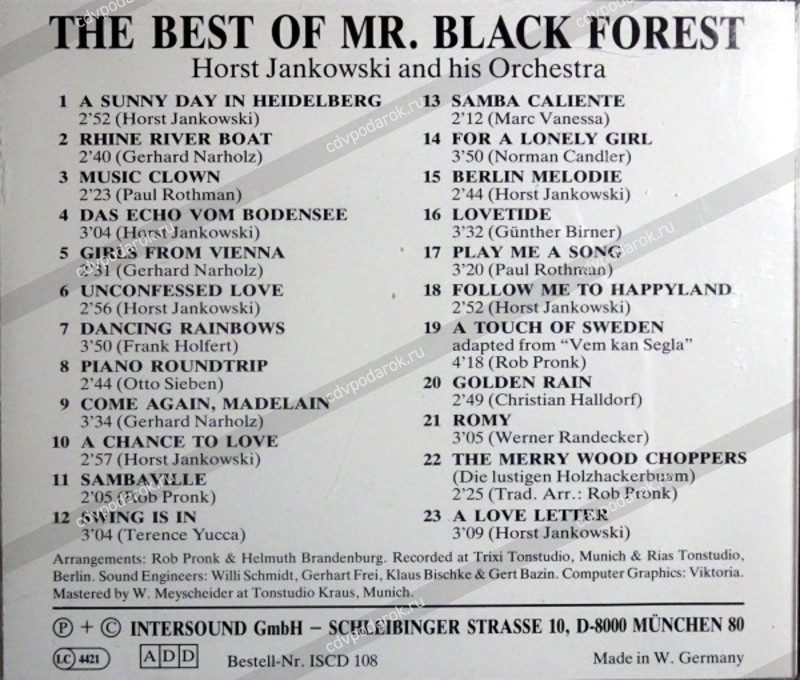 THE BEST OF MR. BLACK FOREST
Horst Jankowski and his Orchestra
1 A SUNNY DAY IN HEIDELBERG
2’52 (Horst Jankowski)
2 RHINE RIVER BOAT
2’40 (Gerhard Narholz)
3 MUSIC CLOWN
2’23 (Paul Rothman)
4 DAS ECHO VOM BODENSEE
3’04 (Horst Jankowski)
5 GIRLS FROM VIENNA
2’31 (Gerhard Narholz)
6 UNCONFESSED LOVE
2’56 (Horst Jankowski)
7 DANCING RAINBOWS
3’50 (Frank Holfert)
8 PIANO ROUNDTRIP
2’44 (Otto Sieben)
9 COME AGAIN, MADELAIN
3’34 (Gerhard Narholz)
10 A CHANCE TO LOVE
2’57 (Horst Jankowski)
11 SAMBAVILLE
2’05 (Rob Pronk)
12 SWING IS IN
3’04 (Terence Yucca)
13 SAMBA CALIENTE
2’12 (Marc Vanessa)
14 FOR A LONELY GIRL
3’50 (Norman Candler)
15 BERLIN MELODIE
2’44 (Horst Jankowski)
16 LOVETIDE
3’32 (Günther Birner)
17 PLAY ME A SONG
3’20 (Paul Rothman)
18 FOLLOW ME TO HAPPYLAND
2’52 (Horst Jankowski)
19 A TOUCH OF SWEDEN
adapted from “Vem kan Segla”
4’18 (Rob Pronk)
20 GOLDEN RAIN
2’49 (Christian Halldorf)
21 ROMY
3’05 (Werner Randecker)
22 THE MERRY WOOD CHOPPERS
(Die lustigen Holzhackerbuam)
2’25 (Trad. Arr.: Rob Pronk)
23 A LOVE LETTER
3’09 (Horst Jankowski)
Arrangements: Rob Pronk & Helmuth Brandenburg. Recorded at Trixi Tonstudio, Munich & Rias Tonstudio,
Berlin. Sound Engineers: Willi Schmidt, Gerhart Frei, Klaus Bischke & Gert Bazin. Computer Graphics: Viktoria.
Mastered by W. Meyscheider at Tonstudio Kraus, Munich.
Ⓟ + © INTERSOUND GmbH – SCHLEIBINGER STRASSE 10, D-8000 MÜNCHEN 80
LC 4421 ADD Bestell-Nr. ISCD 108 Made in W. Germany
cdvpodarok.ru